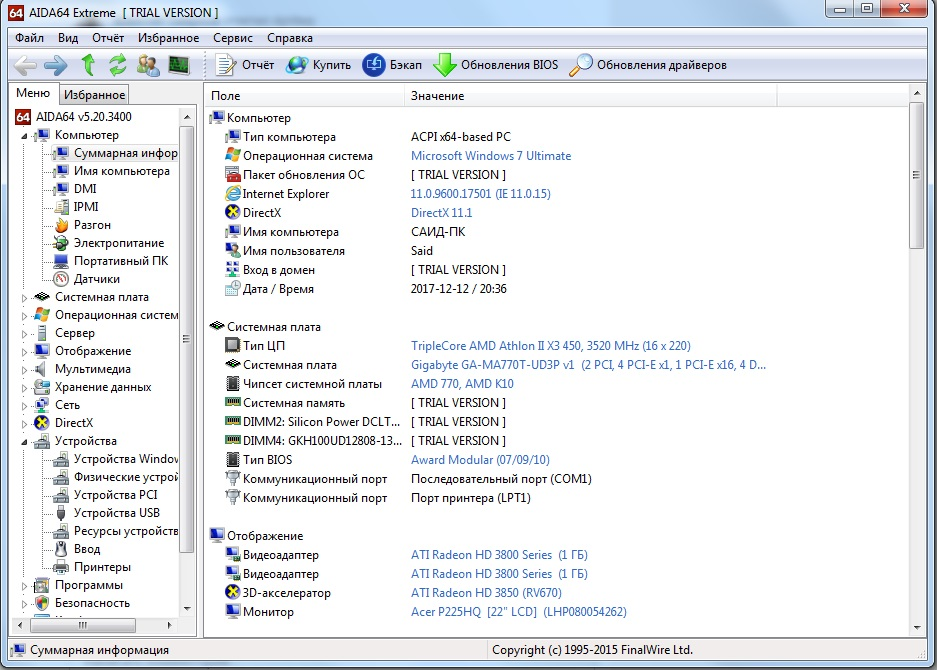 AIDA64 Extreme [ TRIAL VERSION ]
Файл Вид Отчёт Избранное Сервис Справка
Отчёт Купить Бэкап Обновления BIOS Обновления драйверов
Меню Избранное
64 AIDA64 v5.20.3400
Компьютер
Суммарная инфор
Имя компьютера
DMI
IPMI
Разгон
Электропитание
Портативный ПК
Датчики
Системная плата
Операционная систем
Сервер
Отображение
Мультимедиа
Хранение данных
Сеть
DirectX
Устройства
Устройства Window
Физические устрой
Устройства PCI
Устройства USB
Ресурсы устройств
Ввод
Принтеры
Программы
Безопасность
Поле Значение
Компьютер
Тип компьютера ACPI x64-based PC
Операционная система Microsoft Windows 7 Ultimate
Пакет обновления ОС [ TRIAL VERSION ]
Internet Explorer 11.0.9600.17501 (IE 11.0.15)
DirectX DirectX 11.1
Имя компьютера САИД-ПК
Имя пользователя Said
Вход в домен [ TRIAL VERSION ]
Дата / Время 2017-12-12 / 20:36
Системная плата
Тип ЦП TripleCore AMD Athlon II X3 450, 3520 MHz (16 x 220)
Системная плата Gigabyte GA-MA770T-UD3P v1 (2 PCI, 4 PCI-E x1, 1 PCI-E x16, 4 D...
Чипсет системной платы AMD 770, AMD K10
Системная память [ TRIAL VERSION ]
DIMM2: Silicon Power DCLT... [ TRIAL VERSION ]
DIMM4: GKH100UD12808-13... [ TRIAL VERSION ]
Тип BIOS Award Modular (07/09/10)
Коммуникационный порт Последовательный порт (COM1)
Коммуникационный порт Порт принтера (LPT1)
Отображение
Видеоадаптер ATI Radeon HD 3800 Series (1 ГБ)
Видеоадаптер ATI Radeon HD 3800 Series (1 ГБ)
3D-акселератор ATI Radeon HD 3850 (RV670)
Монитор Acer P225HQ [22" LCD] (LHP080054262)
Суммарная информация Copyright (c) 1995-2015 FinalWire Ltd.